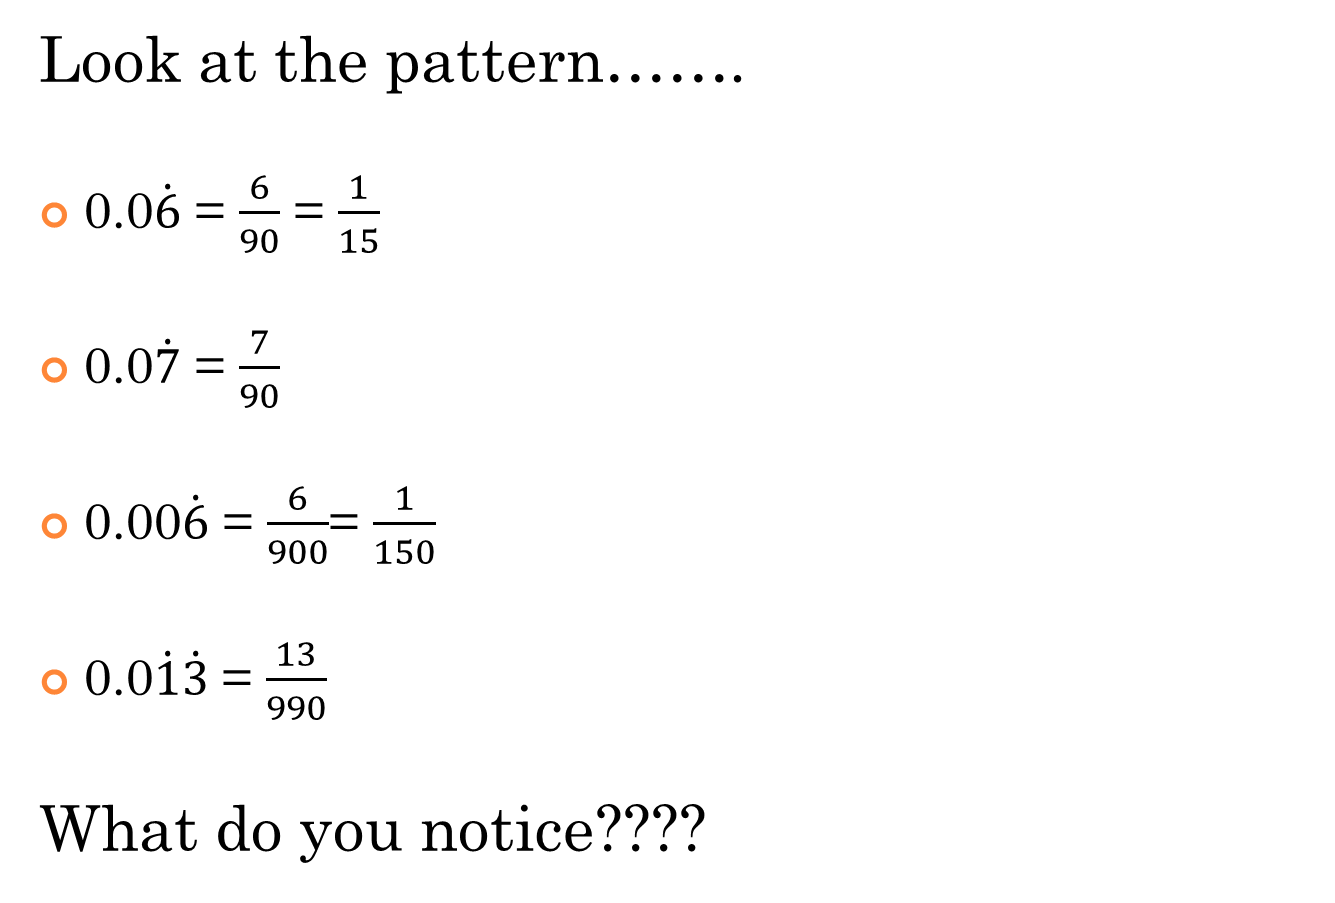 Look at the pattern.......
0.06̇ = 6/90 = 1/15
0.07̇ = 7/90
0.006̇ = 6/900 = 1/150
0.01̇3̇ = 13/990
What do you notice????